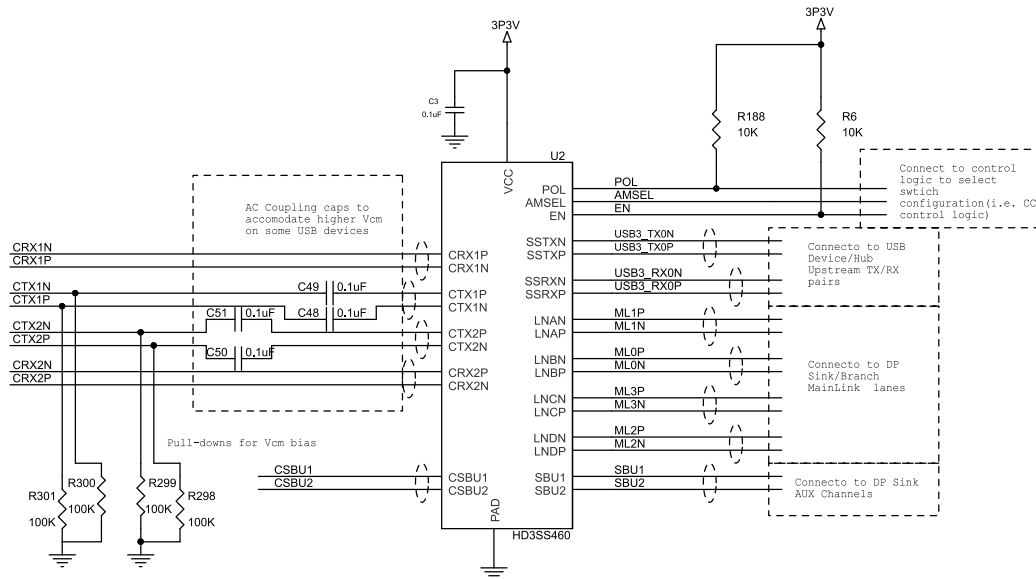 3P3V
3P3V
C3
0.1uF
R188
10K
R6
10K
U2
VCC
Connect to control
logic to select
swtich
configuration(i.e. CC
control logic)
POL
POL
AMSEL
AMSEL
EN
EN
AC Coupling caps to
accomodate higher Vcm
on some USB devices
CRX1N
CRX1P
CRX1P
CRX1N
SSTXN
USB3_TX0N
SSTXP
USB3_TX0P
Connecto to USB
Device/Hub
Upstream TX/RX
pairs
CTX1N
C49
0.1uF
CTX1P
SSRXN
USB3_RX0N
CTX1P
C51
0.1uF
C48
0.1uF
CTX1N
SSRXP
USB3_RX0P
CTX2N
CTX2P
LNAN
ML1P
CTX2P
C50
0.1uF
CTX2N
LNAP
ML1N
CRX2N
CRX2P
LNBN
ML0P
CRX2P
CRX2N
LNBP
ML0N
Connecto to DP
Sink/Branch
MainLink lanes
LNCN
ML3P
LNCP
ML3N
Pull-downs for Vcm bias
LNDN
ML2P
LNDP
ML2N
CSBU1
CSBU1
SBU1
SBU1
CSBU2
CSBU2
SBU2
SBU2
Connecto to DP Sink
AUX Channels
R301
100K
R300
100K
R299
100K
R298
100K
PAD
HD3SS460